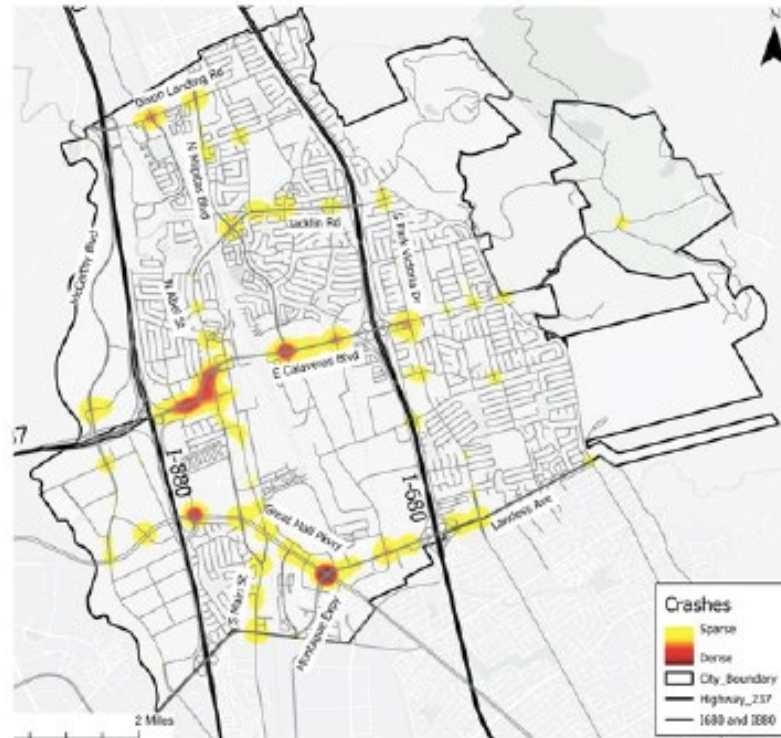 N
Dixon Landing Rd
N Milpitas Blvd
McCarthy Blvd
Jacklin Rd
S Park Victoria Dr
N Abel St
E Calaveras Blvd
37
I-880
I-680
Great Mall Pkwy
Landess Ave
S Main St
Montague Expy
2 Miles
Crashes
Sparse
Dense
City_Boundary
Highway_237
I680 and I880